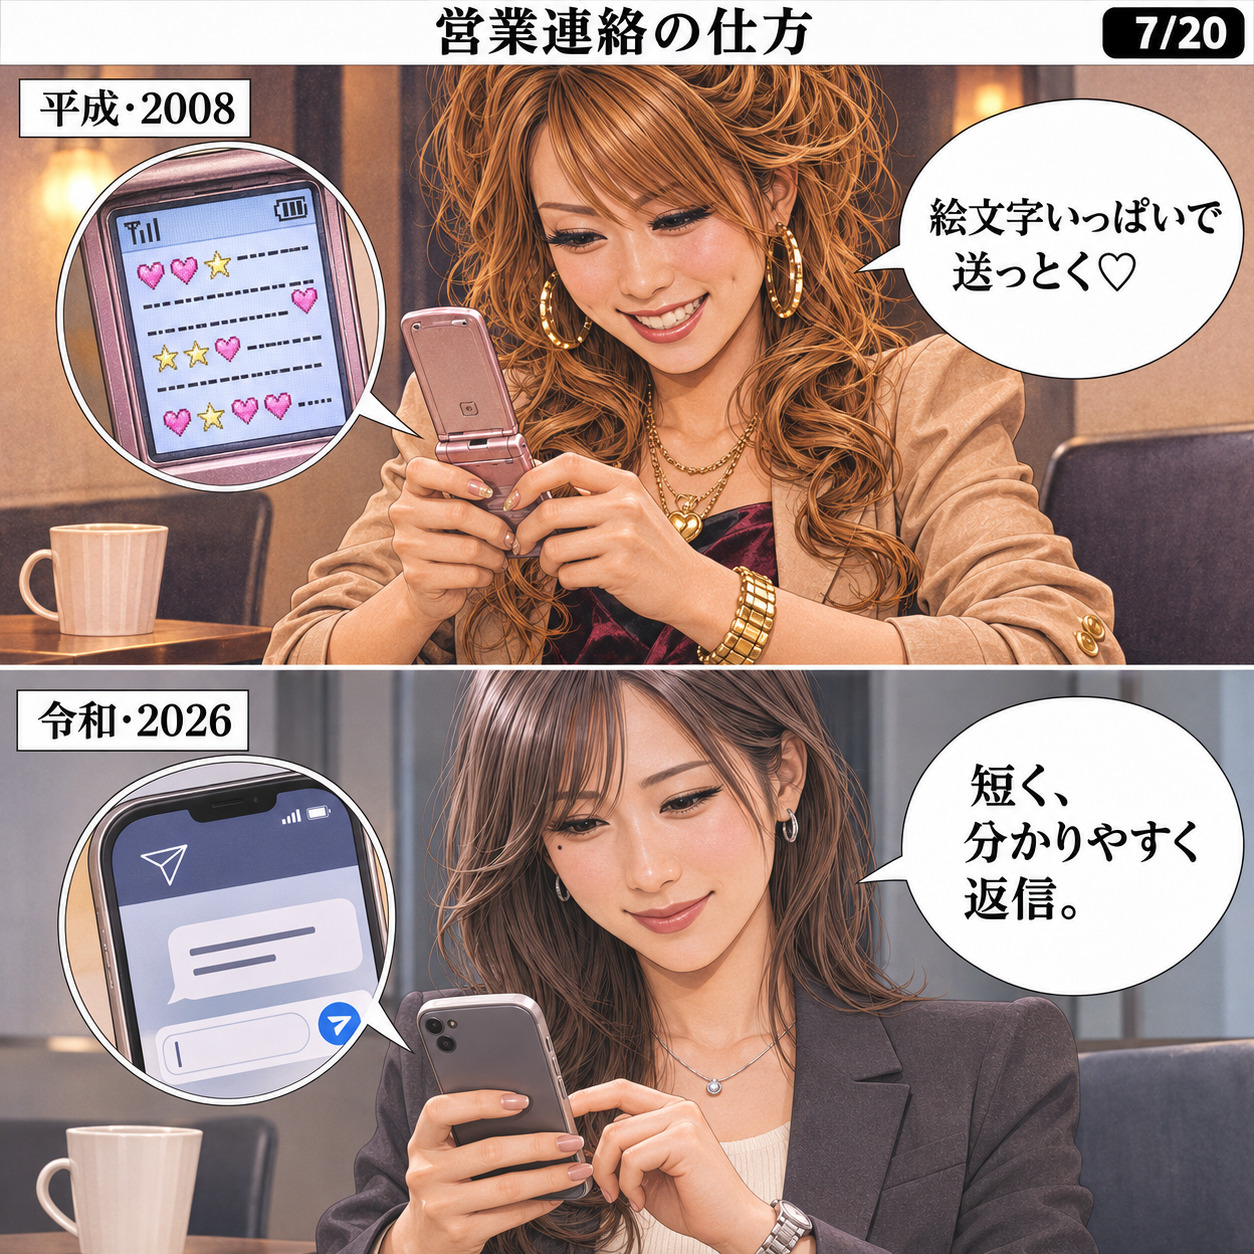 営業連絡の仕方
7/20
平成・2008
絵文字いっぱいで
送っとく♡
令和・2026
短く、
分かりやすく
返信。